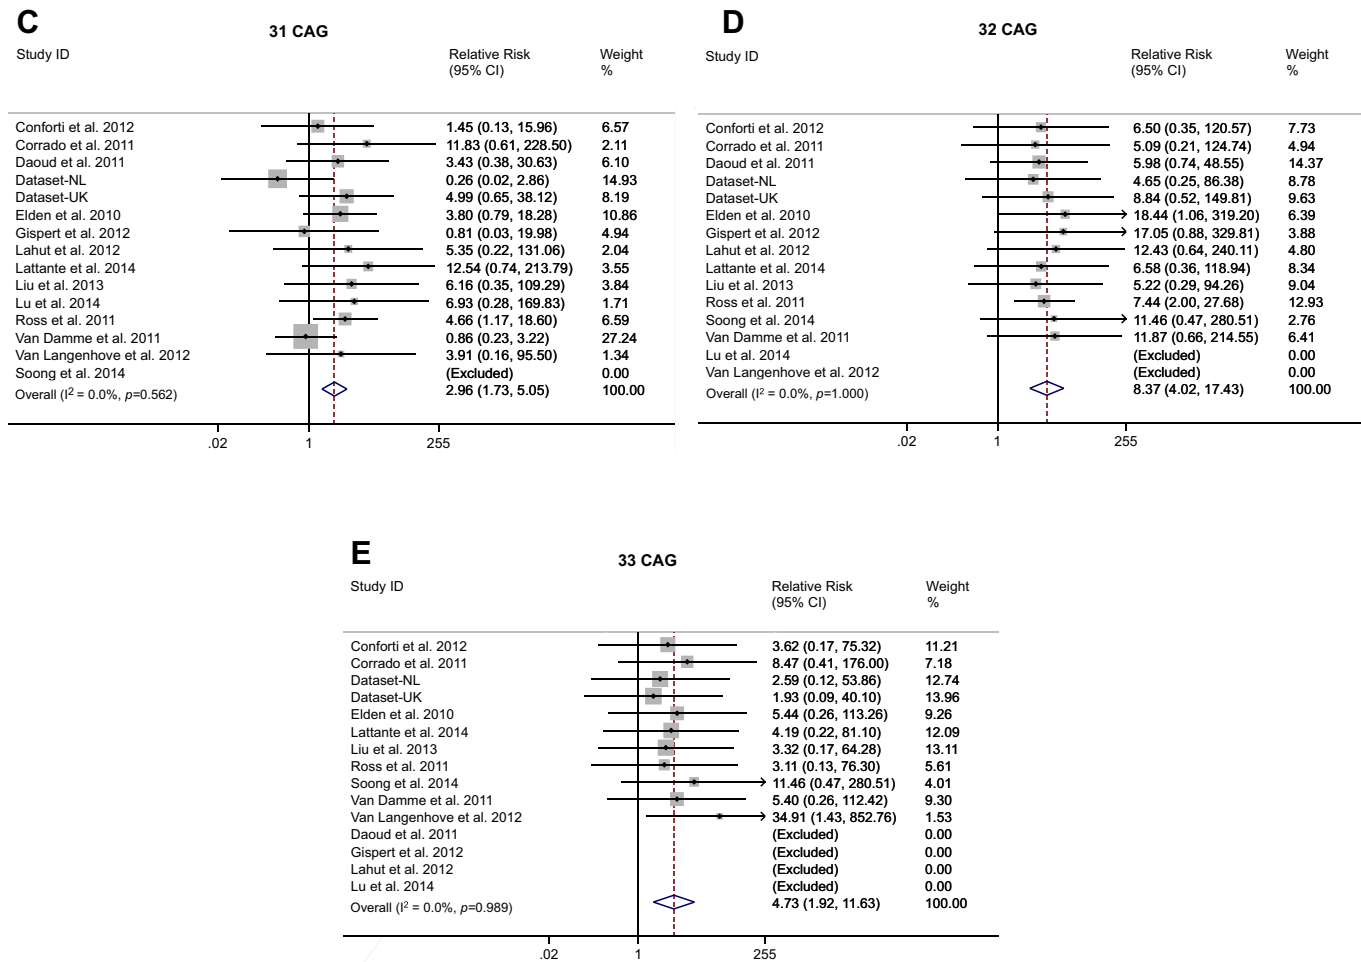 C
31 CAG
Study ID
Relative Risk (95% CI)
Weight %
Conforti et al. 2012 1.45 (0.13, 15.96) 6.57
Corrado et al. 2011 11.83 (0.61, 228.50) 2.11
Daoud et al. 2011 3.43 (0.38, 30.63) 6.10
Dataset-NL 0.26 (0.02, 2.86) 14.93
Dataset-UK 4.99 (0.65, 38.12) 8.19
Elden et al. 2010 3.80 (0.79, 18.28) 10.86
Gispert et al. 2012 0.81 (0.03, 19.98) 4.94
Lahut et al. 2012 5.35 (0.22, 131.06) 2.04
Lattante et al. 2014 12.54 (0.74, 213.79) 3.55
Liu et al. 2013 6.16 (0.35, 109.29) 3.84
Lu et al. 2014 6.93 (0.28, 169.83) 1.71
Ross et al. 2011 4.66 (1.17, 18.60) 6.59
Van Damme et al. 2011 0.86 (0.23, 3.22) 27.24
Van Langenhove et al. 2012 3.91 (0.16, 95.50) 1.34
Soong et al. 2014 (Excluded) 0.00
Overall (I² = 0.0%, p=0.562) 2.96 (1.73, 5.05) 100.00
.02 1 255
D
32 CAG
Study ID
Relative Risk (95% CI)
Weight %
Conforti et al. 2012 6.50 (0.35, 120.57) 7.73
Corrado et al. 2011 5.09 (0.21, 124.74) 4.94
Daoud et al. 2011 5.98 (0.74, 48.55) 14.37
Dataset-NL 4.65 (0.25, 86.38) 8.78
Dataset-UK 8.84 (0.52, 149.81) 9.63
Elden et al. 2010 18.44 (1.06, 319.20) 6.39
Gispert et al. 2012 17.05 (0.88, 329.81) 3.88
Lahut et al. 2012 12.43 (0.64, 240.11) 4.80
Lattante et al. 2014 6.58 (0.36, 118.94) 8.34
Liu et al. 2013 5.22 (0.29, 94.26) 9.04
Ross et al. 2011 7.44 (2.00, 27.68) 12.93
Soong et al. 2014 11.46 (0.47, 280.51) 2.76
Van Damme et al. 2011 11.87 (0.66, 214.55) 6.41
Lu et al. 2014 (Excluded) 0.00
Van Langenhove et al. 2012 (Excluded) 0.00
Overall (I² = 0.0%, p=1.000) 8.37 (4.02, 17.43) 100.00
.02 1 255
E
33 CAG
Study ID
Relative Risk (95% CI)
Weight %
Conforti et al. 2012 3.62 (0.17, 75.32) 11.21
Corrado et al. 2011 8.47 (0.41, 176.00) 7.18
Dataset-NL 2.59 (0.12, 53.86) 12.74
Dataset-UK 1.93 (0.09, 40.10) 13.96
Elden et al. 2010 5.44 (0.26, 113.26) 9.26
Lattante et al. 2014 4.19 (0.22, 81.10) 12.09
Liu et al. 2013 3.32 (0.17, 64.28) 13.11
Ross et al. 2011 3.11 (0.13, 76.30) 5.61
Soong et al. 2014 11.46 (0.47, 280.51) 4.01
Van Damme et al. 2011 5.40 (0.26, 112.42) 9.30
Van Langenhove et al. 2012 34.91 (1.43, 852.76) 1.53
Daoud et al. 2011 (Excluded) 0.00
Gispert et al. 2012 (Excluded) 0.00
Lahut et al. 2012 (Excluded) 0.00
Lu et al. 2014 (Excluded) 0.00
Overall (I² = 0.0%, p=0.989) 4.73 (1.92, 11.63) 100.00
.02 1 255